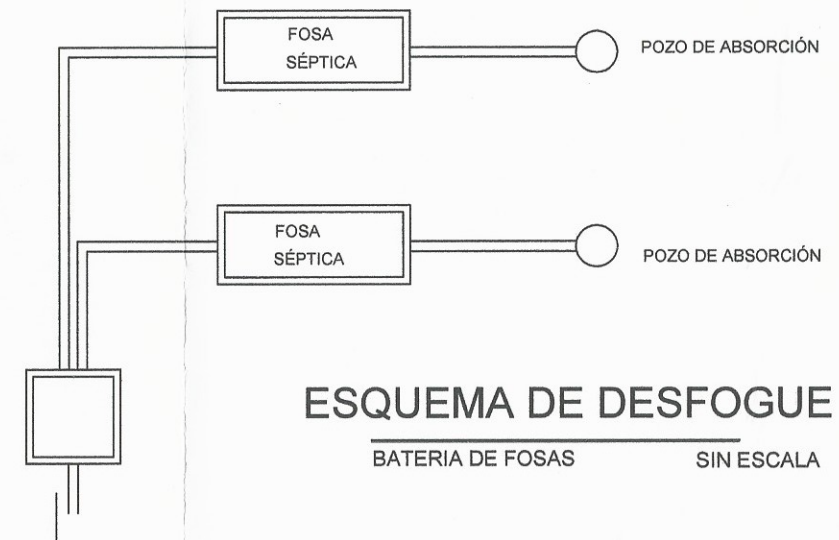 FOSA
SÉPTICA
POZO DE ABSORCIÓN
FOSA
SÉPTICA
POZO DE ABSORCIÓN
ESQUEMA DE DESFOGUE
BATERIA DE FOSAS SIN ESCALA